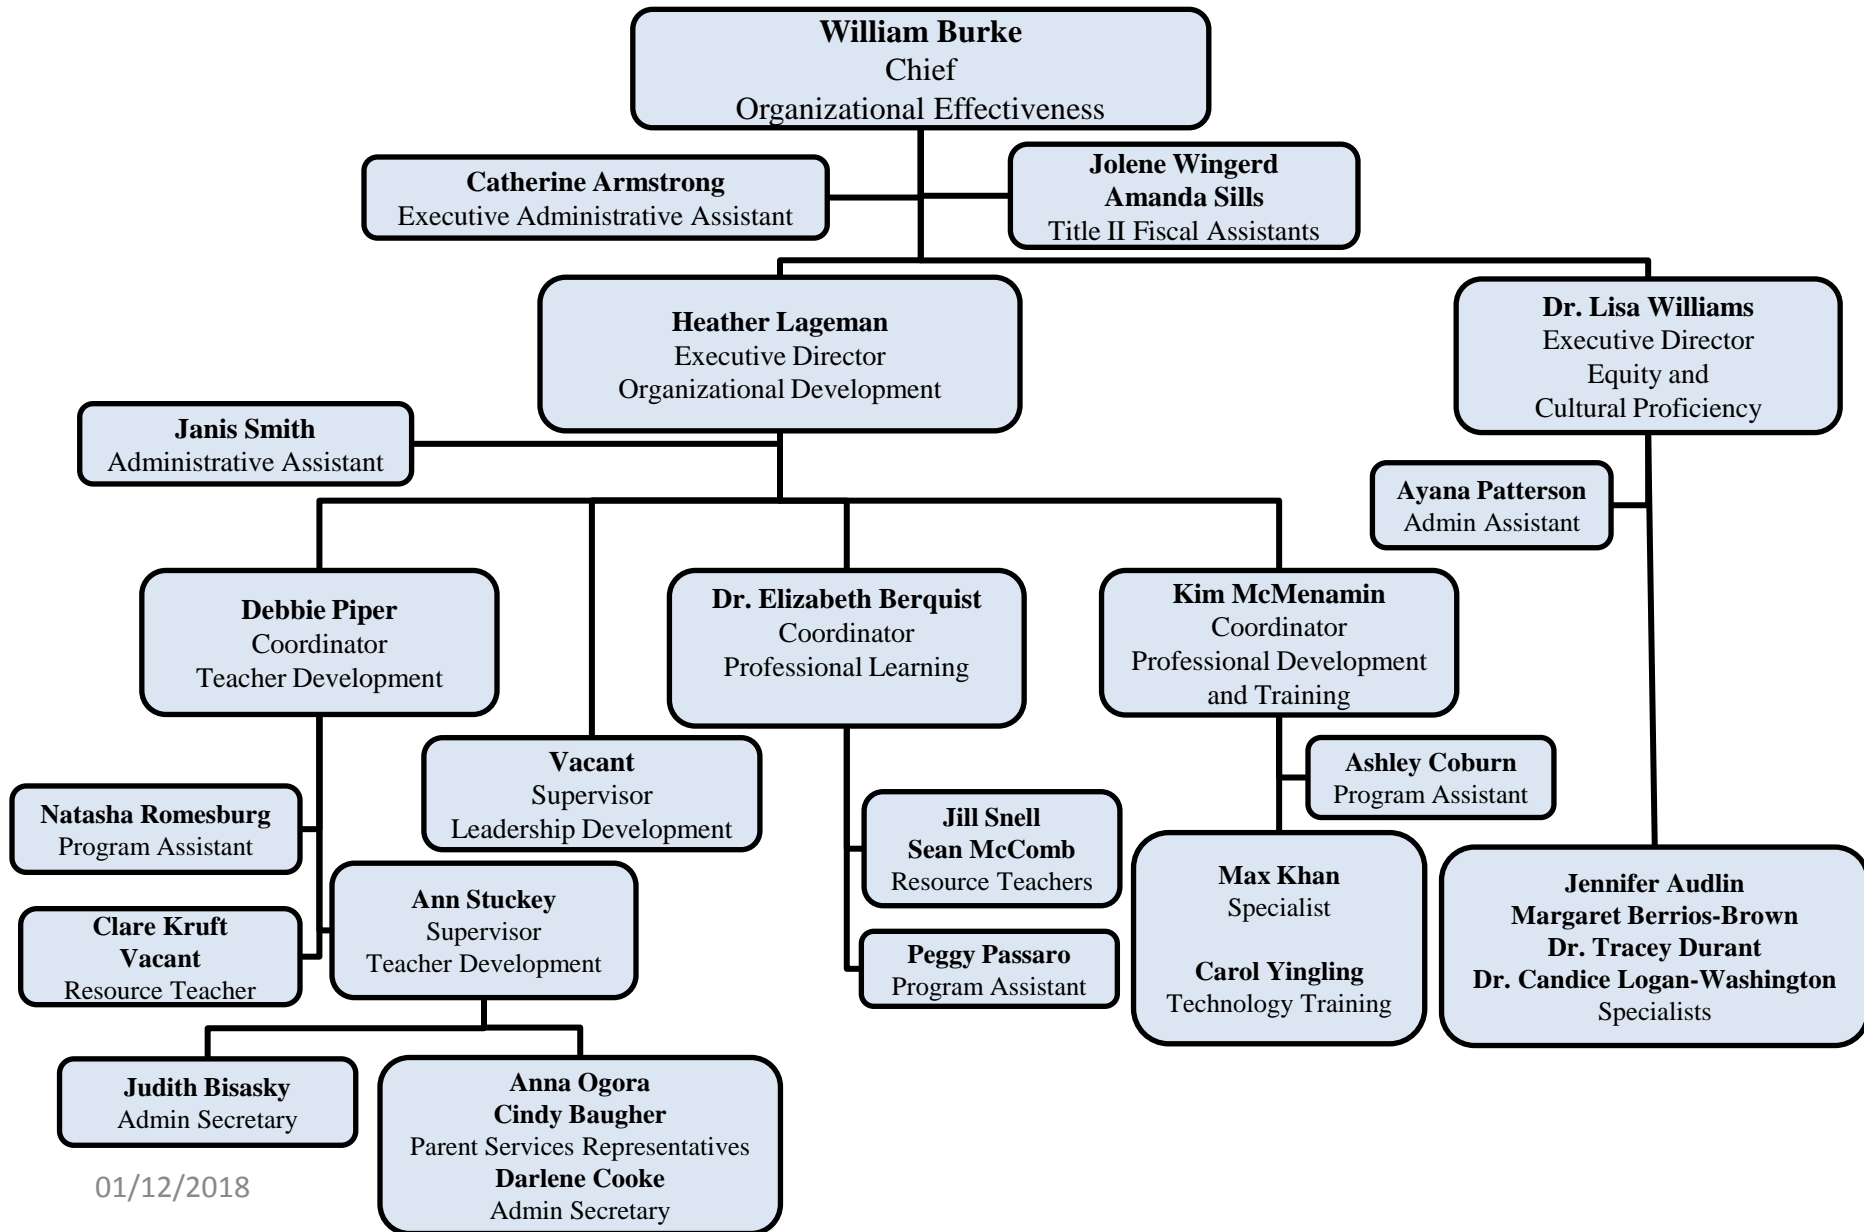 William Burke
Chief
Organizational Effectiveness
Catherine Armstrong
Executive Administrative Assistant
Jolene Wingerd
Amanda Sills
Title II Fiscal Assistants
Heather Lageman
Executive Director
Organizational Development
Dr. Lisa Williams
Executive Director
Equity and
Cultural Proficiency
Janis Smith
Administrative Assistant
Ayana Patterson
Admin Assistant
Debbie Piper
Coordinator
Teacher Development
Vacant
Supervisor
Leadership Development
Dr. Elizabeth Berquist
Coordinator
Professional Learning
Kim McMenamin
Coordinator
Professional Development
and Training
Natasha Romesburg
Program Assistant
Clare Kruft
Vacant
Resource Teacher
Ann Stuckey
Supervisor
Teacher Development
Jill Snell
Sean McComb
Resource Teachers
Peggy Passaro
Program Assistant
Ashley Coburn
Program Assistant
Max Khan
Specialist
Carol Yingling
Technology Training
Jennifer Audlin
Margaret Berrios-Brown
Dr. Tracey Durant
Dr. Candice Logan-Washington
Specialists
Judith Bisasky
Admin Secretary
Anna Ogora
Cindy Baugher
Parent Services Representatives
Darlene Cooke
Admin Secretary
01/12/2018